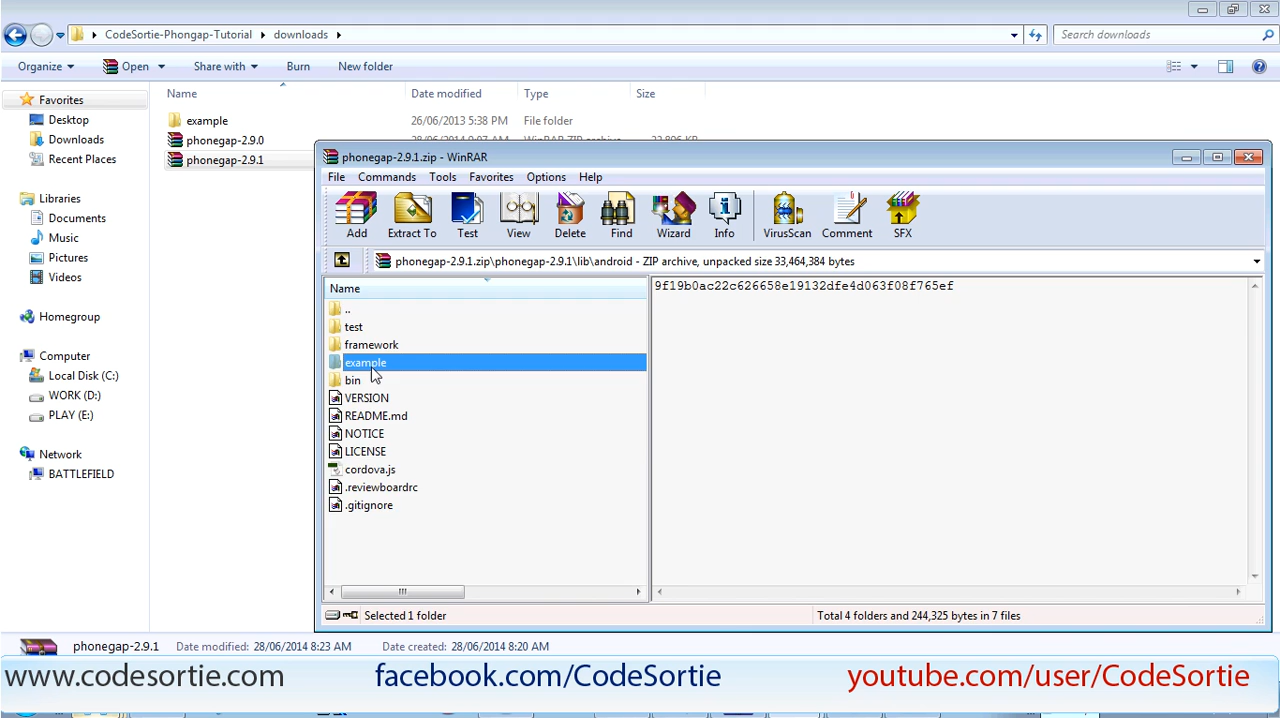 CodeSortie-Phongap-Tutorial downloads
Search downloads
Organize Open Share with Burn New folder
Favorites
Desktop
Downloads
Recent Places
Libraries
Documents
Music
Pictures
Videos
Homegroup
Computer
Local Disk (C:)
WORK (D:)
PLAY (E:)
Network
BATTLEFIELD
Name Date modified Type Size
example 26/06/2013 5:38 PM File folder
phonegap-2.9.0
phonegap-2.9.1
phonegap-2.9.1.zip - WinRAR
File Commands Tools Favorites Options Help
Add Extract To Test View Delete Find Wizard Info VirusScan Comment SFX
phonegap-2.9.1.zip\phonegap-2.9.1\lib\android - ZIP archive, unpacked size 33,464,384 bytes
Name
..
test
framework
example
bin
VERSION
README.md
NOTICE
LICENSE
cordova.js
.reviewboardrc
.gitignore
9f19b0ac22c626658e19132dfe4d063f08f765ef
Selected 1 folder
Total 4 folders and 244,325 bytes in 7 files
phonegap-2.9.1 Date modified: 28/06/2014 8:23 AM Date created: 28/06/2014 8:20 AM
www.codesortie.com facebook.com/CodeSortie youtube.com/user/CodeSortie